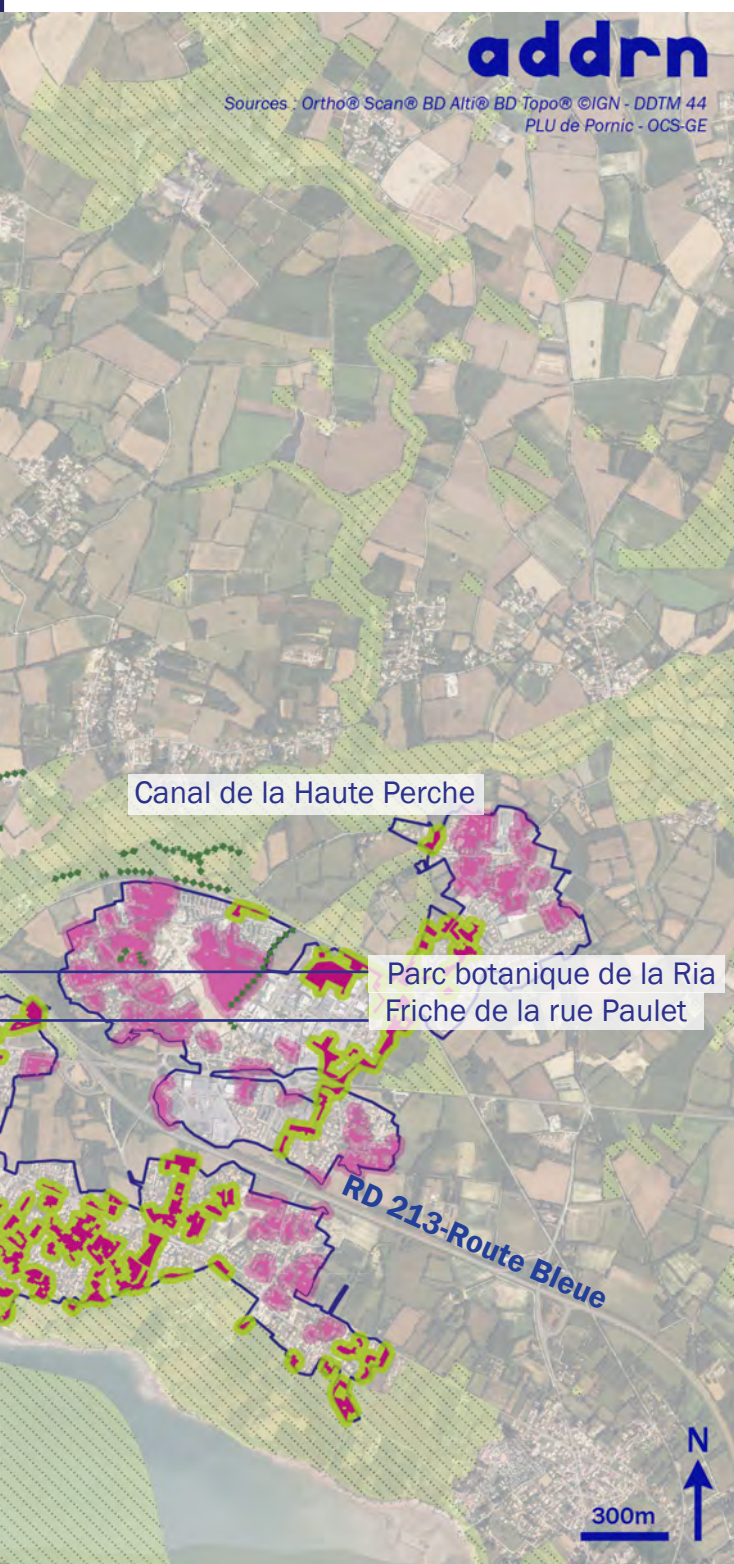 addrn
Sources : Ortho® Scan® BD Alti® BD Topo® ©IGN - DDTM 44
PLU de Pornic - OCS-GE
Canal de la Haute Perche
Parc botanique de la Ria
Friche de la rue Paulet
RD 213-Route Bleue
N
300m